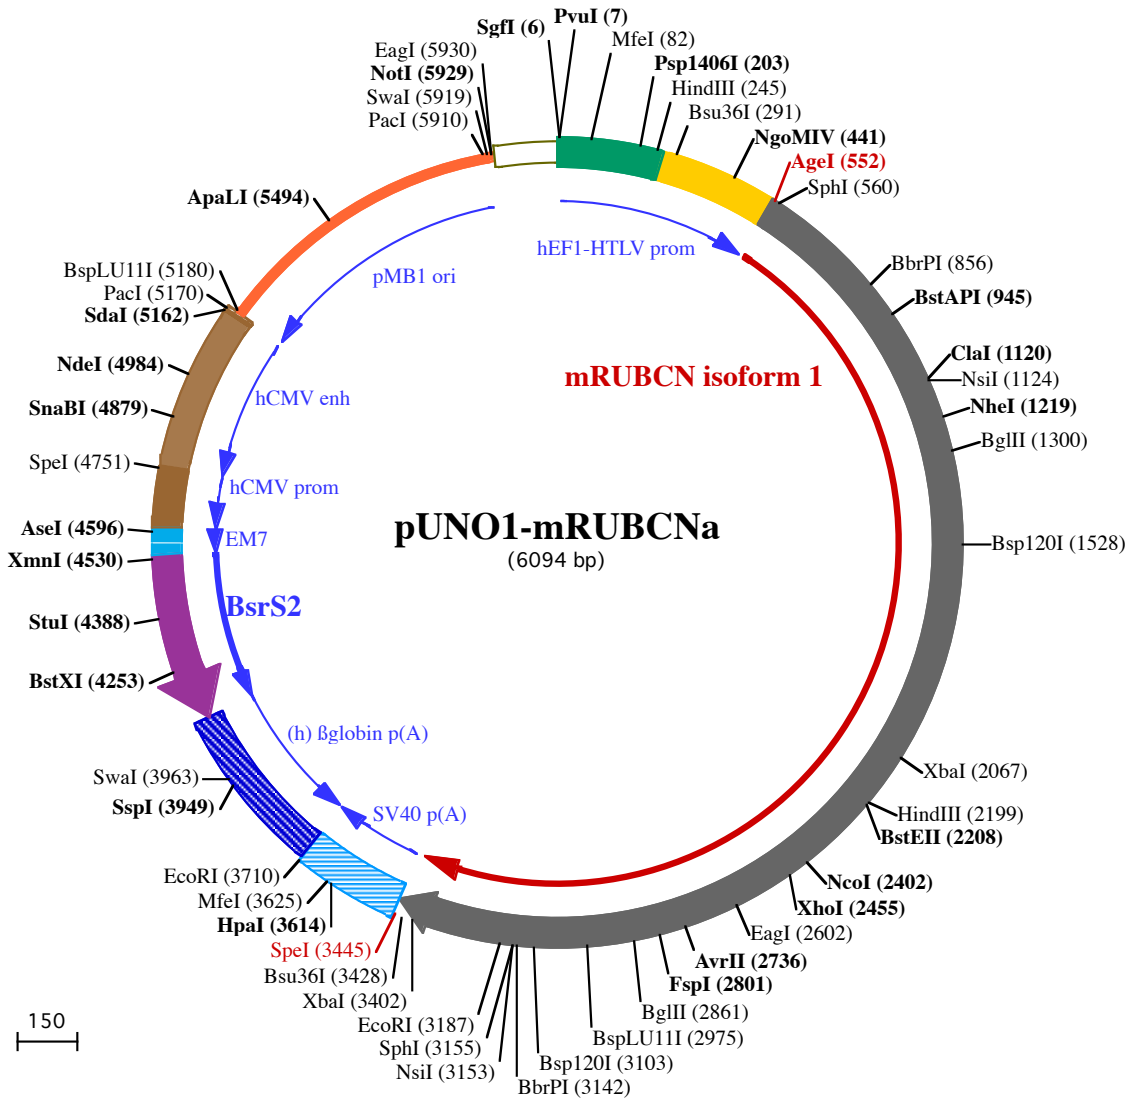 SgfI (6)
PvuI (7)
MfeI (82)
Psp1406I (203)
HindIII (245)
Bsu36I (291)
NgoMIV (441)
AgeI (552)
SphI (560)
BbrPI (856)
BstAPI (945)
ClaI (1120)
NsiI (1124)
NheI (1219)
BglII (1300)
Bsp120I (1528)
XbaI (2067)
HindIII (2199)
BstEII (2208)
NcoI (2402)
XhoI (2455)
EagI (2602)
AvrII (2736)
FspI (2801)
BglII (2861)
BspLU11I (2975)
Bsp120I (3103)
BbrPI (3142)
NsiI (3153)
SphI (3155)
EcoRI (3187)
XbaI (3402)
Bsu36I (3428)
SpeI (3445)
HpaI (3614)
MfeI (3625)
EcoRI (3710)
SspI (3949)
SwaI (3963)
BstXI (4253)
StuI (4388)
XmnI (4530)
AseI (4596)
SpeI (4751)
SnaBI (4879)
NdeI (4984)
SdaI (5162)
PacI (5170)
BspLU11I (5180)
ApaLI (5494)
PacI (5910)
SwaI (5919)
NotI (5929)
EagI (5930)
hEF1-HTLV prom
pMB1 ori
mRUBCN isoform 1
hCMV enh
hCMV prom
EM7
BsrS2
(h) ßglobin p(A)
SV40 p(A)
pUNO1-mRUBCNa
(6094 bp)
150